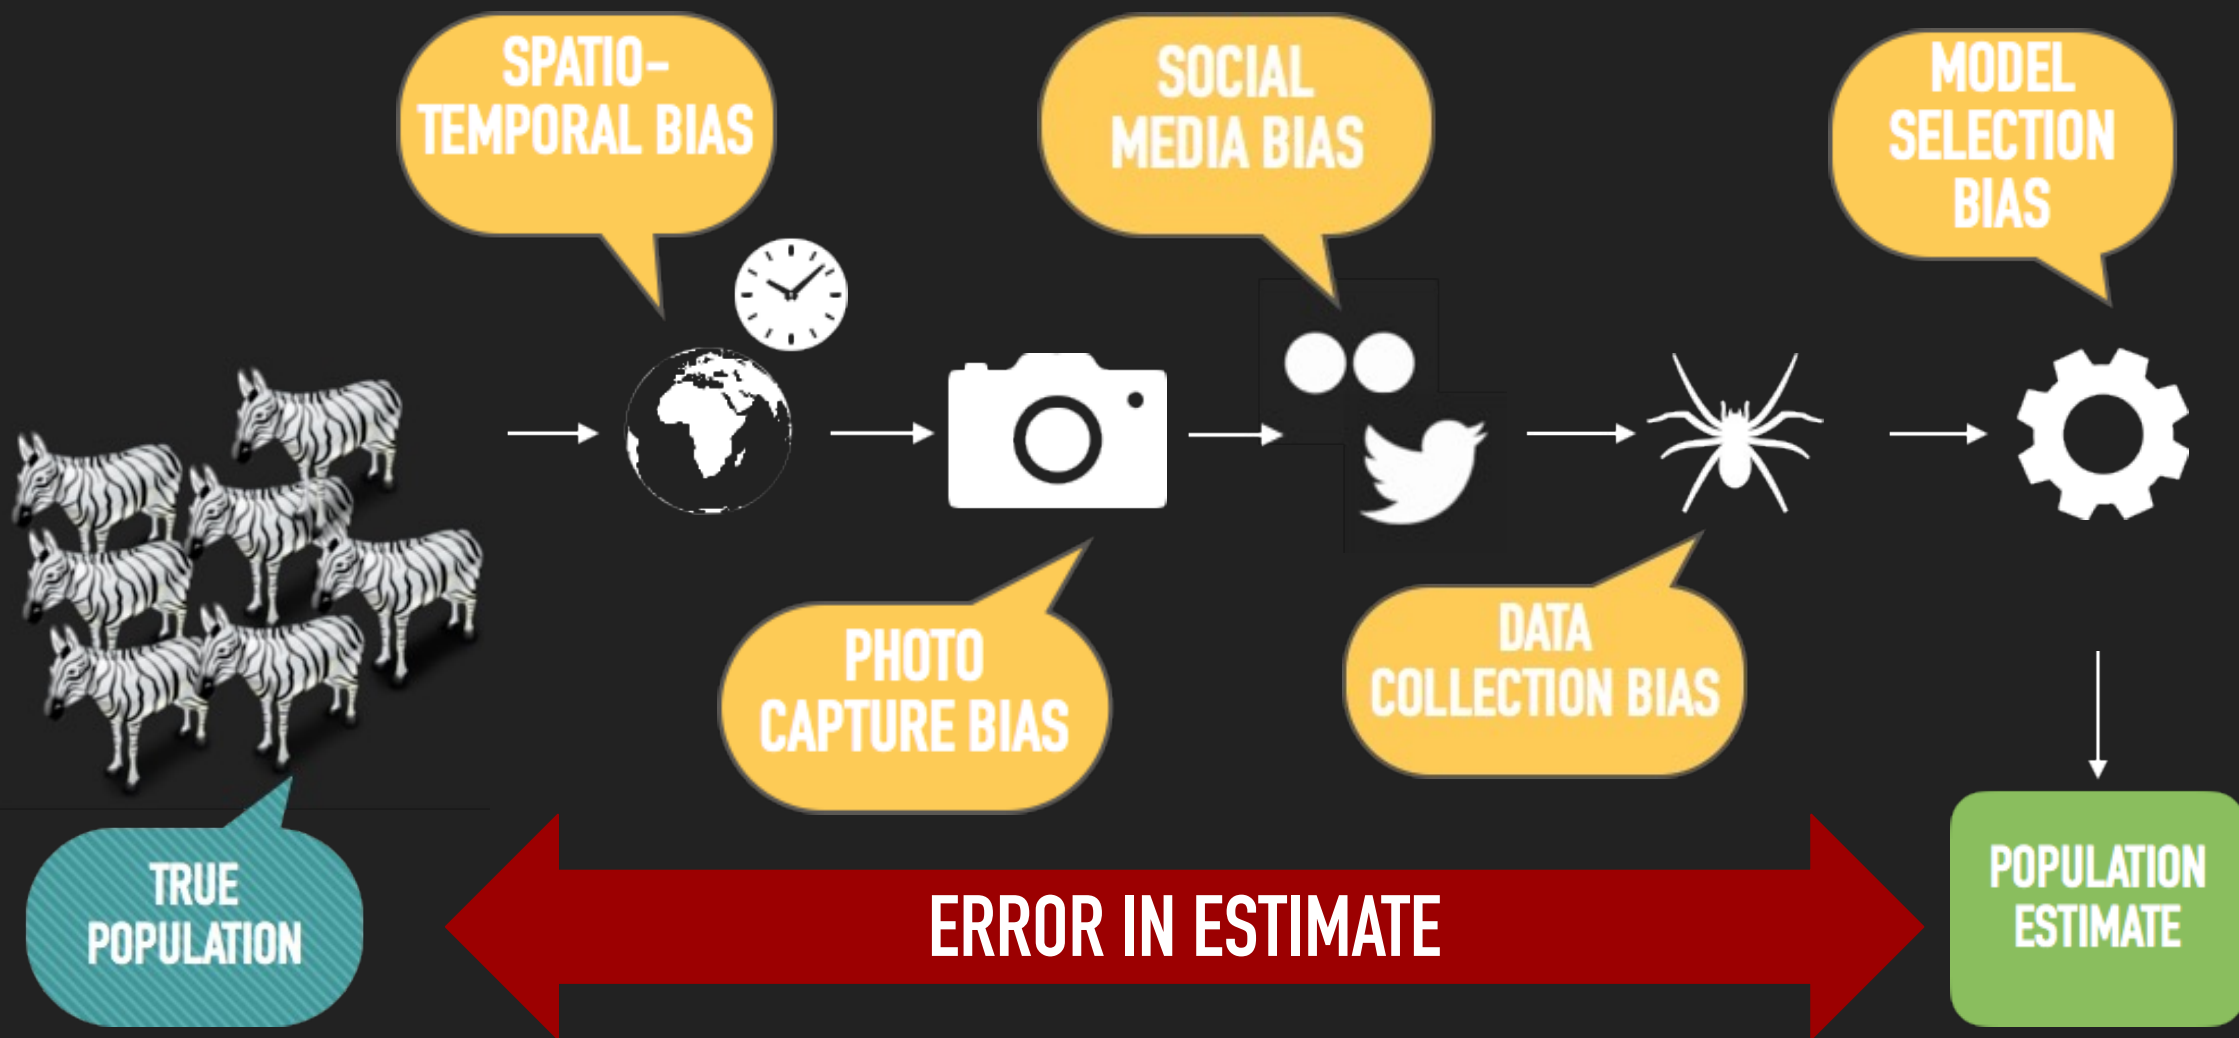 SPATIO-
TEMPORAL BIAS
SOCIAL
MEDIA BIAS
MODEL
SELECTION
BIAS
PHOTO
CAPTURE BIAS
DATA
COLLECTION BIAS
TRUE
POPULATION
ERROR IN ESTIMATE
POPULATION
ESTIMATE